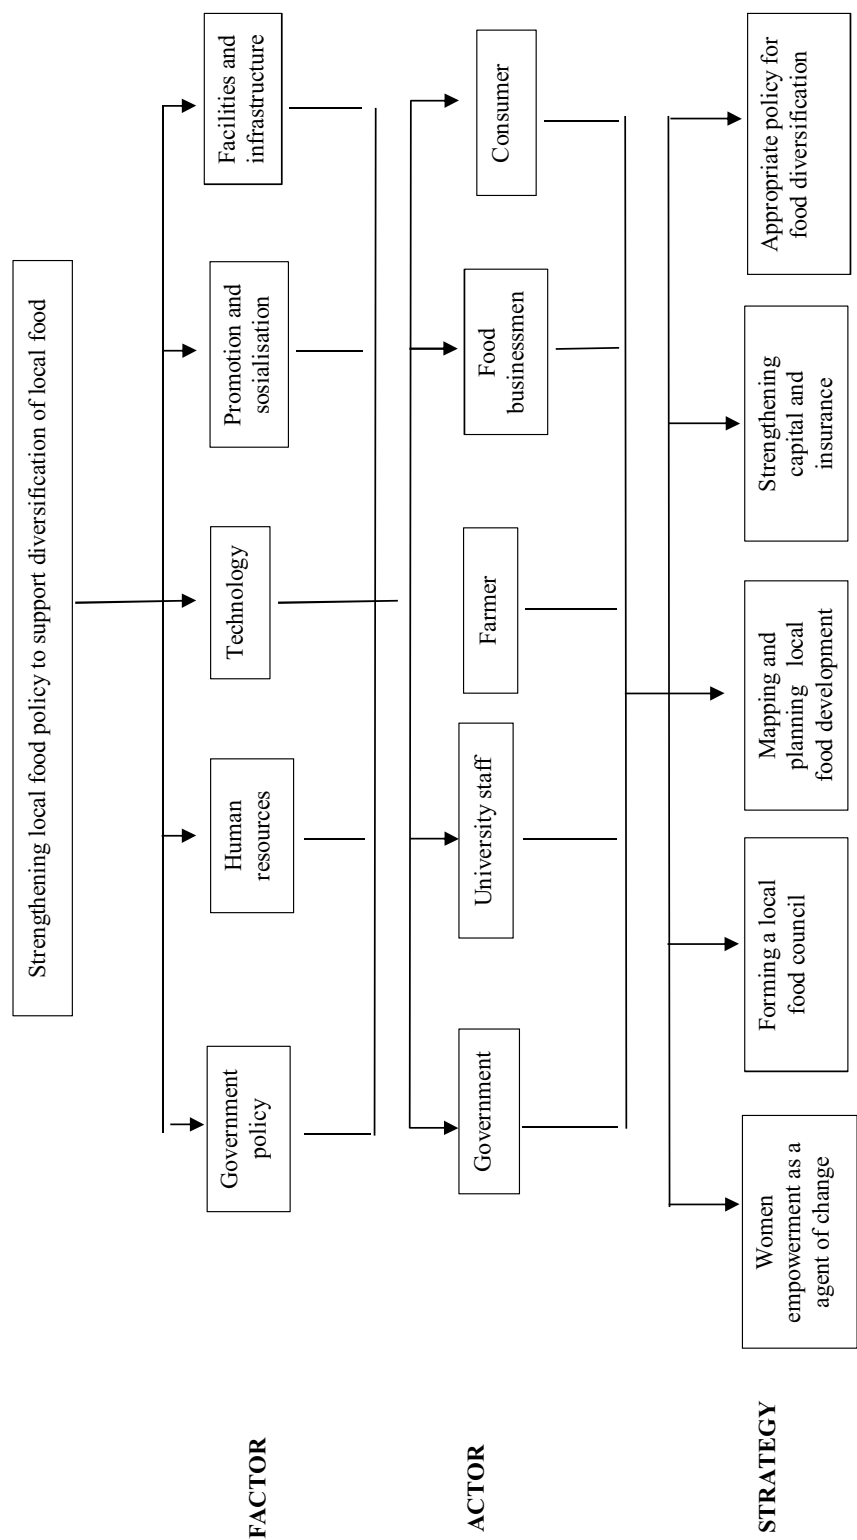 Strengthening local food policy to support diversification of local food
FACTOR
Government
policy
Human
resources
Technology
Promotion and
sosialisation
Facilities and
infrastructure
ACTOR
Government
University staff
Farmer
Food
businessmen
Consumer
STRATEGY
Women
empowerment as a
agent of change
Forming a local
food council
Mapping and
planning local
food development
Strengthening
capital and
insurance
Appropriate policy for
food diversification